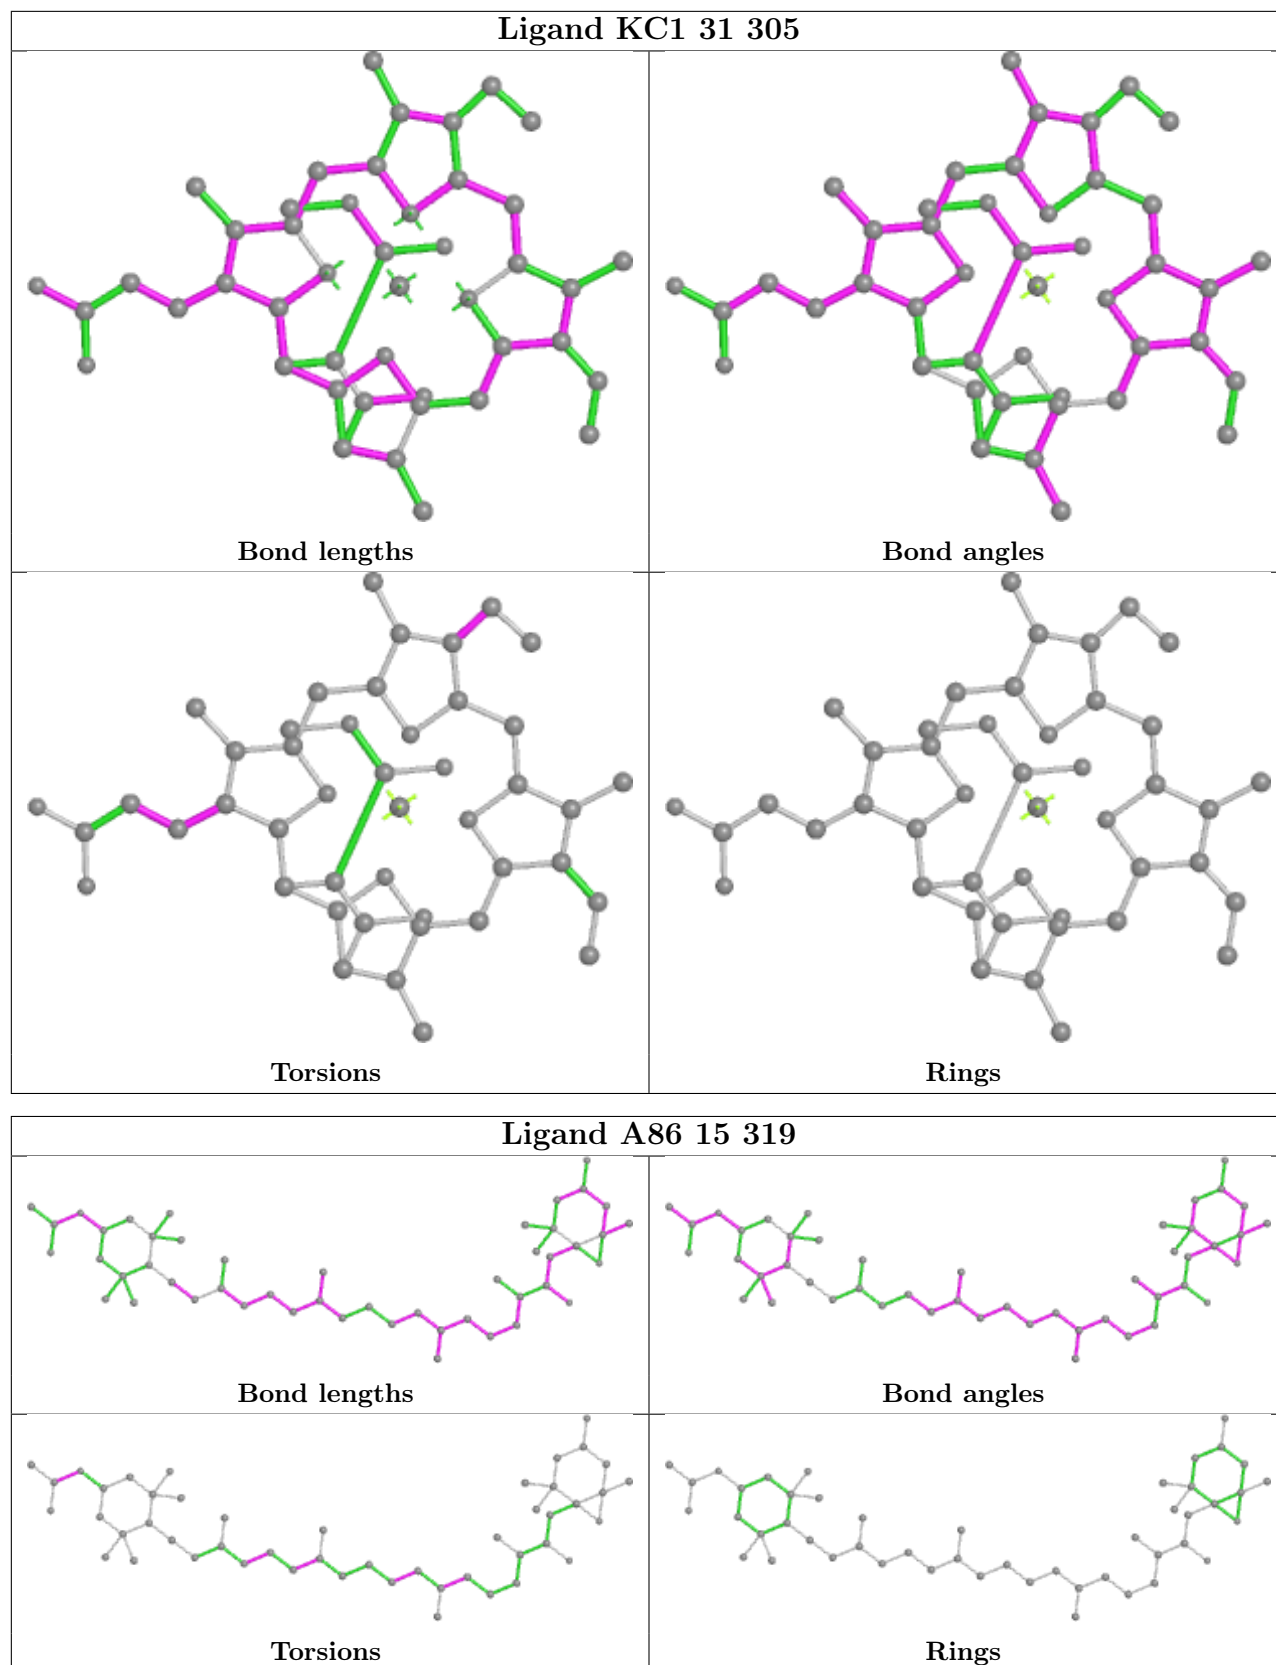 Ligand KC1 31 305
Bond lengths
Bond angles
Torsions
Rings
Ligand A86 15 319
Bond lengths
Bond angles
Torsions
Rings